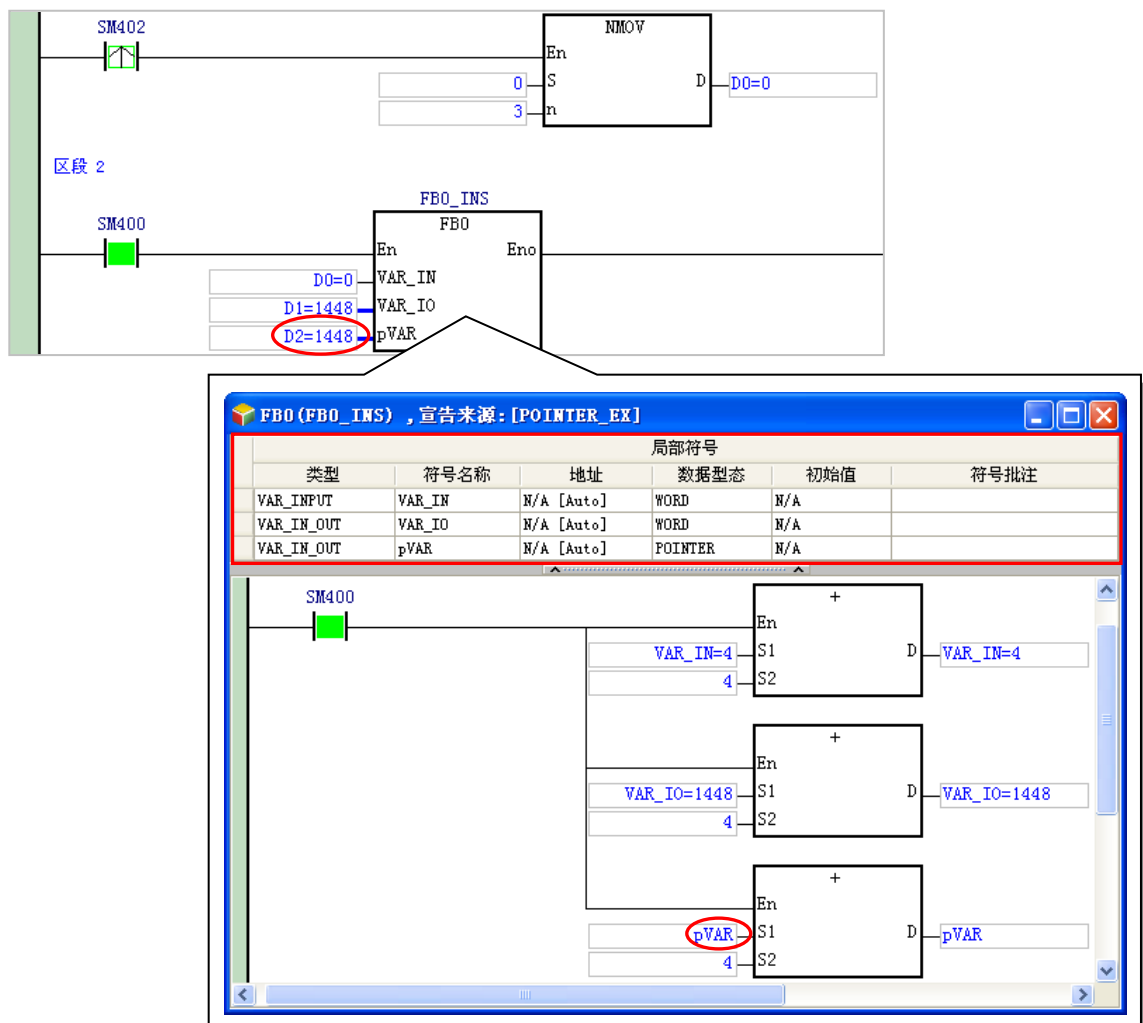 SM402
NMOV
En
0 S D D0=0
3 n
区段 2
FB0_INS
SM400
FB0
En Eno
D0=0 VAR_IN
D1=1448 VAR_IO
D2=1448 pVAR
FB0(FB0_INS) ,宣告来源:[POINTER_EX]
局部符号
类型 符号名称 地址 数据型态 初始值 符号批注
VAR_INPUT VAR_IN N/A [Auto] WORD N/A
VAR_IN_OUT VAR_IO N/A [Auto] WORD N/A
VAR_IN_OUT pVAR N/A [Auto] POINTER N/A
SM400
+
En
VAR_IN=4 S1 D VAR_IN=4
4 S2
+
En
VAR_IO=1448 S1 D VAR_IO=1448
4 S2
+
En
pVAR S1 D pVAR
4 S2